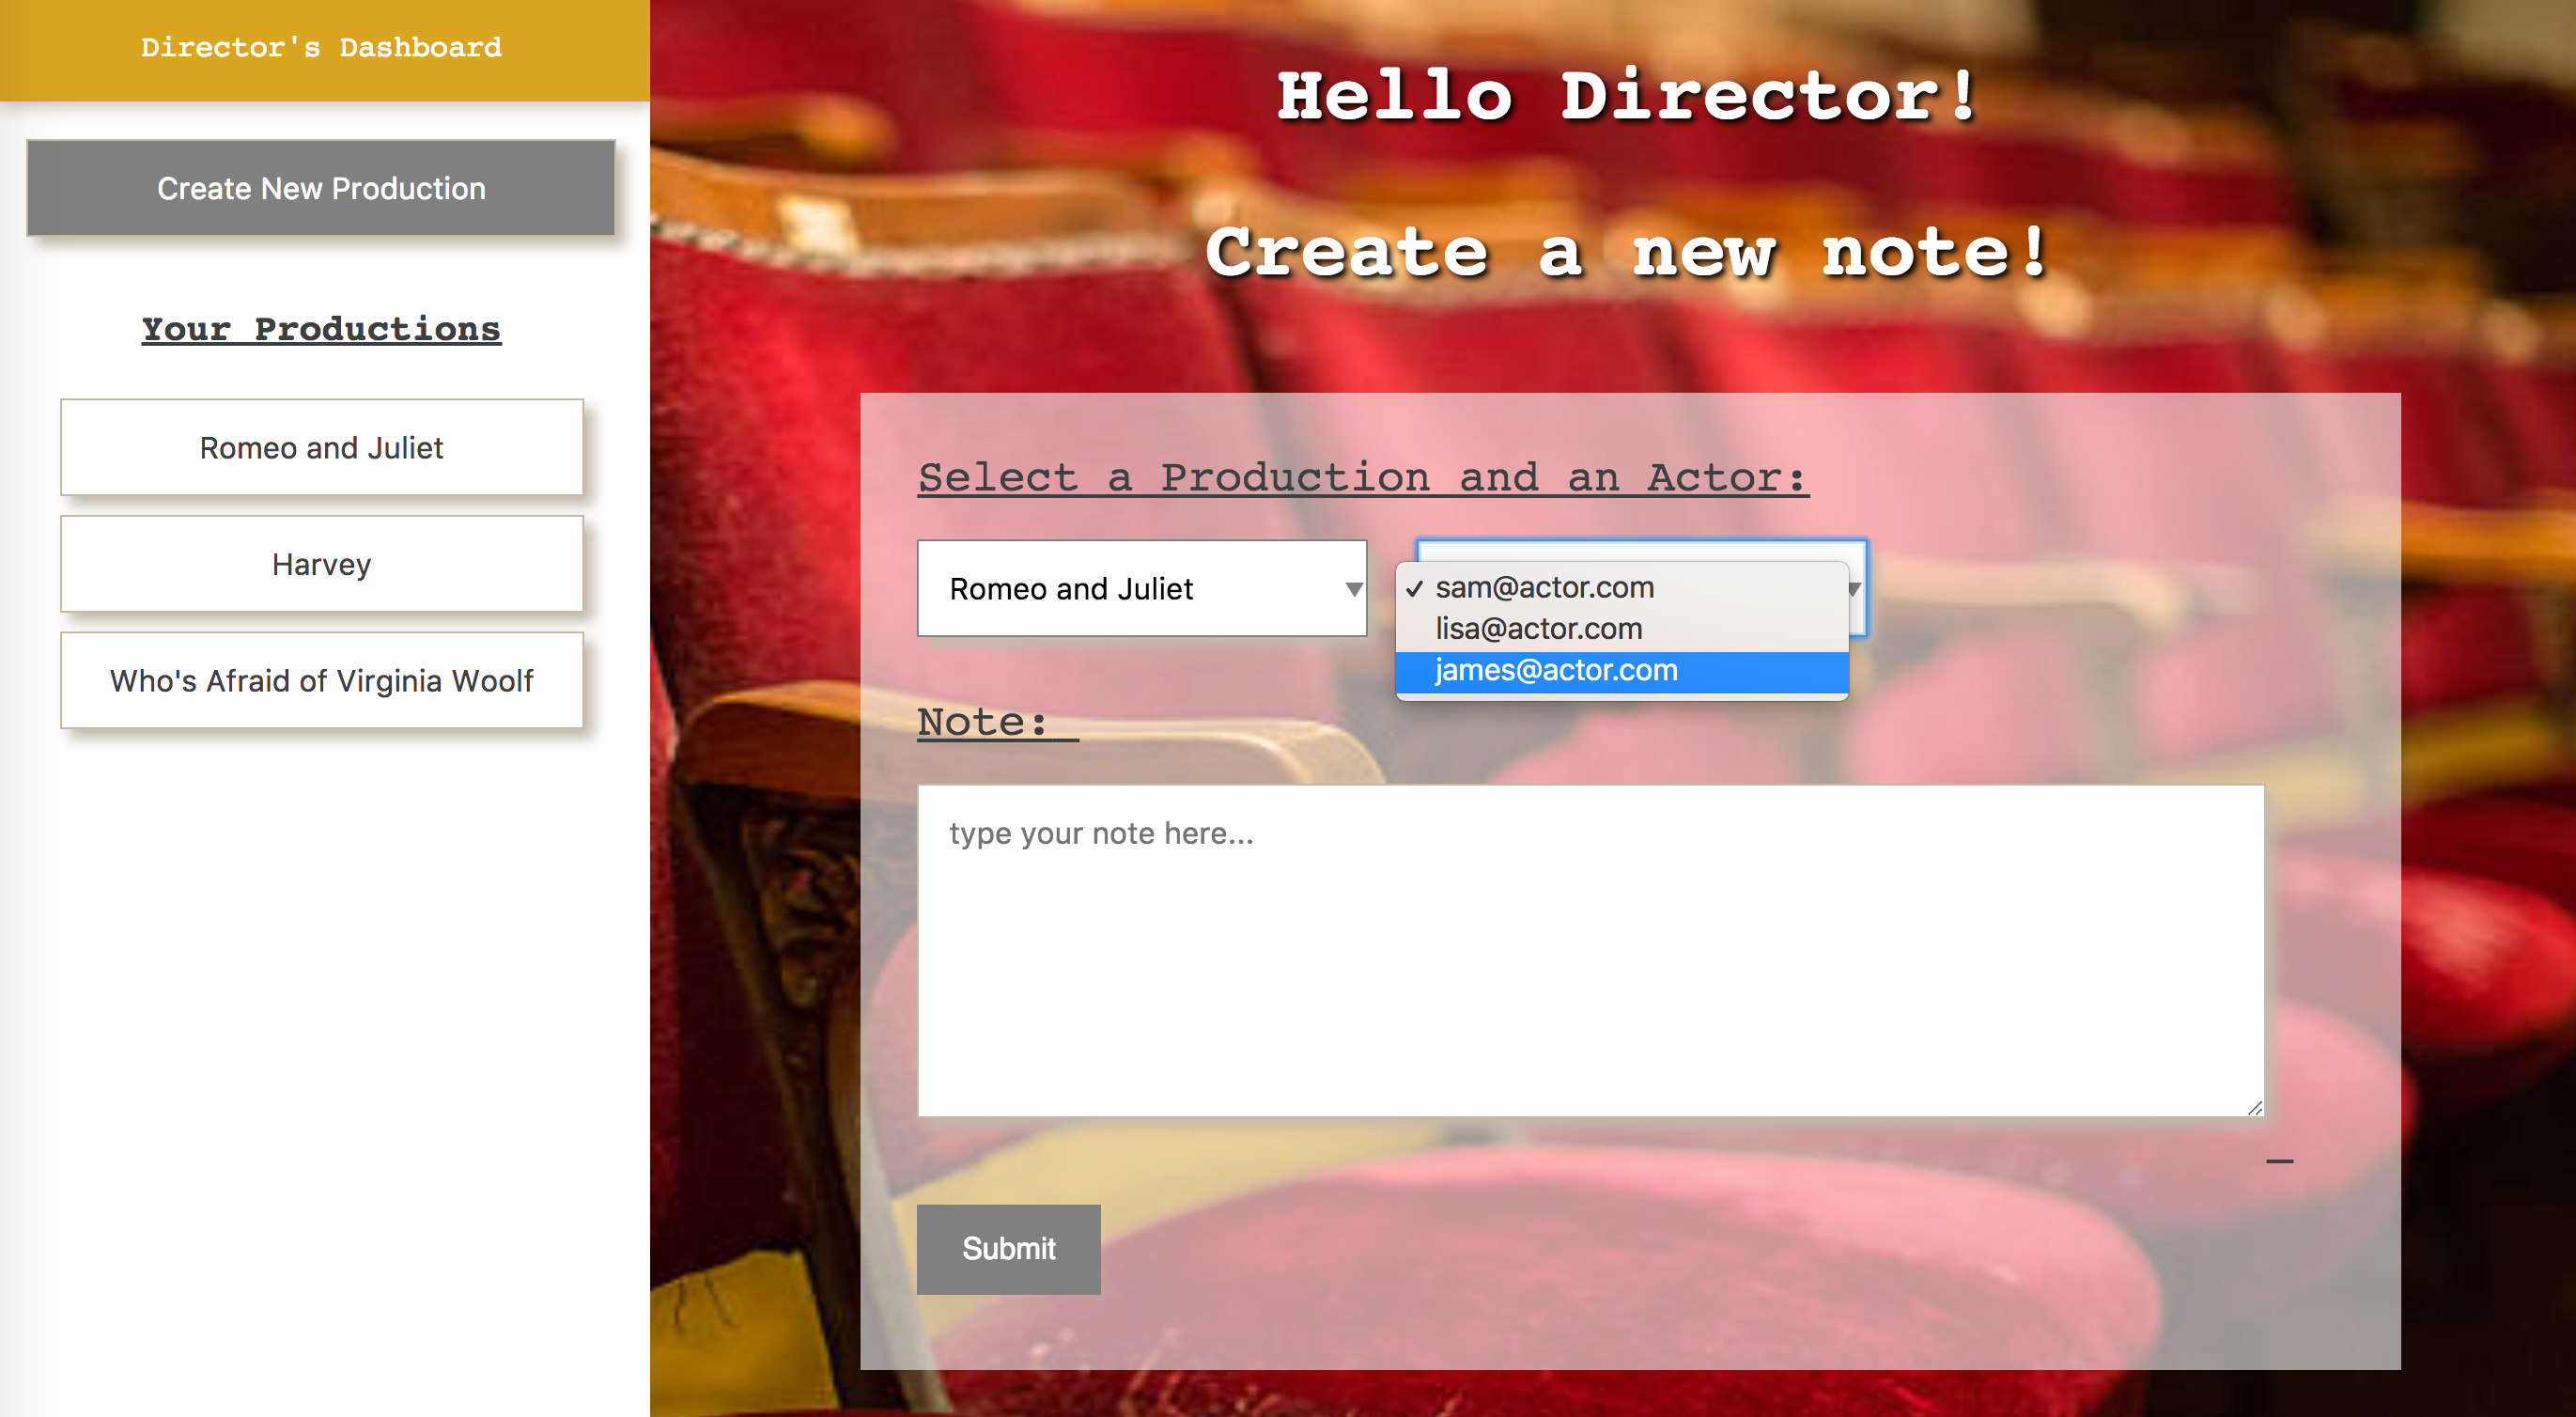 Director's Dashboard
Create New Production
Your Productions
Romeo and Juliet
Harvey
Who's Afraid of Virginia Woolf
Hello Director!
Create a new note!
Select a Production and an Actor:
Romeo and Juliet
✓ sam@actor.com
lisa@actor.com
james@actor.com
Note:
type your note here...
Submit